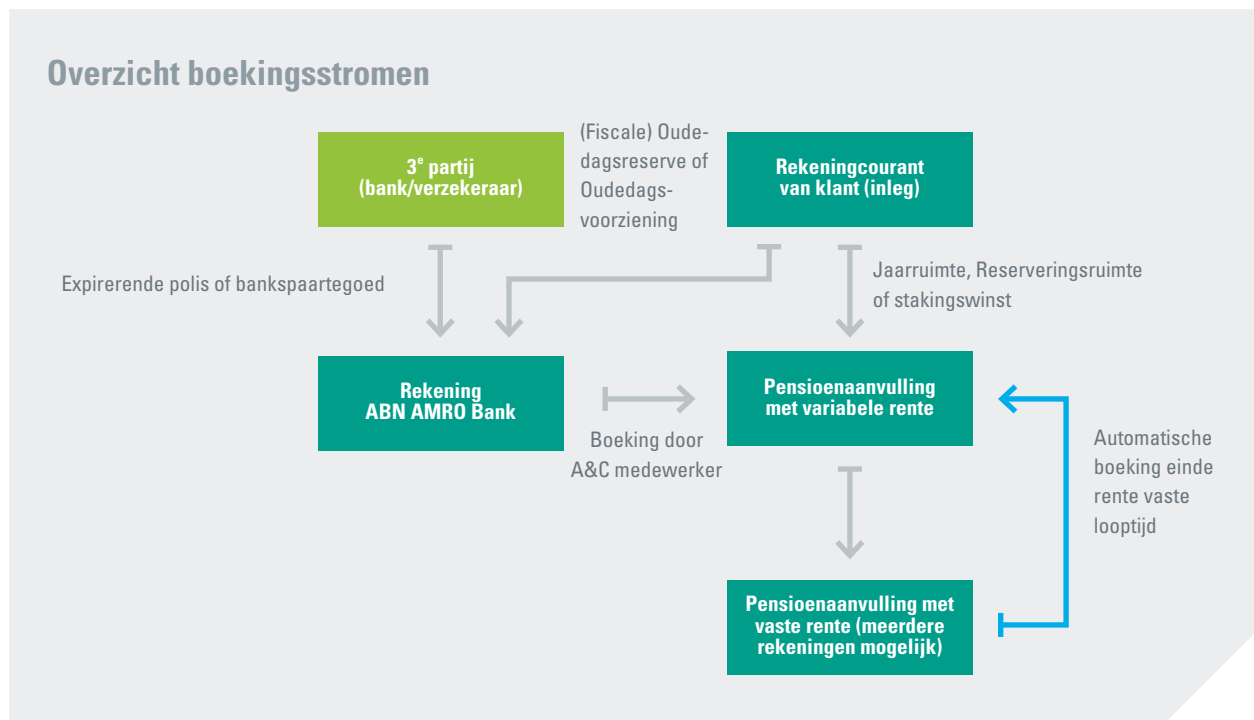 Overzicht boekingsstromen
3e partij
(bank/verzekeraar)
(Fiscale) Oude-
dagsreserve of
Oudedags-
voorziening
Rekeningcourant
van klant (inleg)
Expirerende polis of bankspaartegoed
Jaarruimte, Reserveringsruimte
of stakingswinst
Rekening
ABN AMRO Bank
Boeking door
A&C medewerker
Pensioenaanvulling
met variabele rente
Automatische
boeking einde
rente vaste
looptijd
Pensioenaanvulling met
vaste rente (meerdere
rekeningen mogelijk)